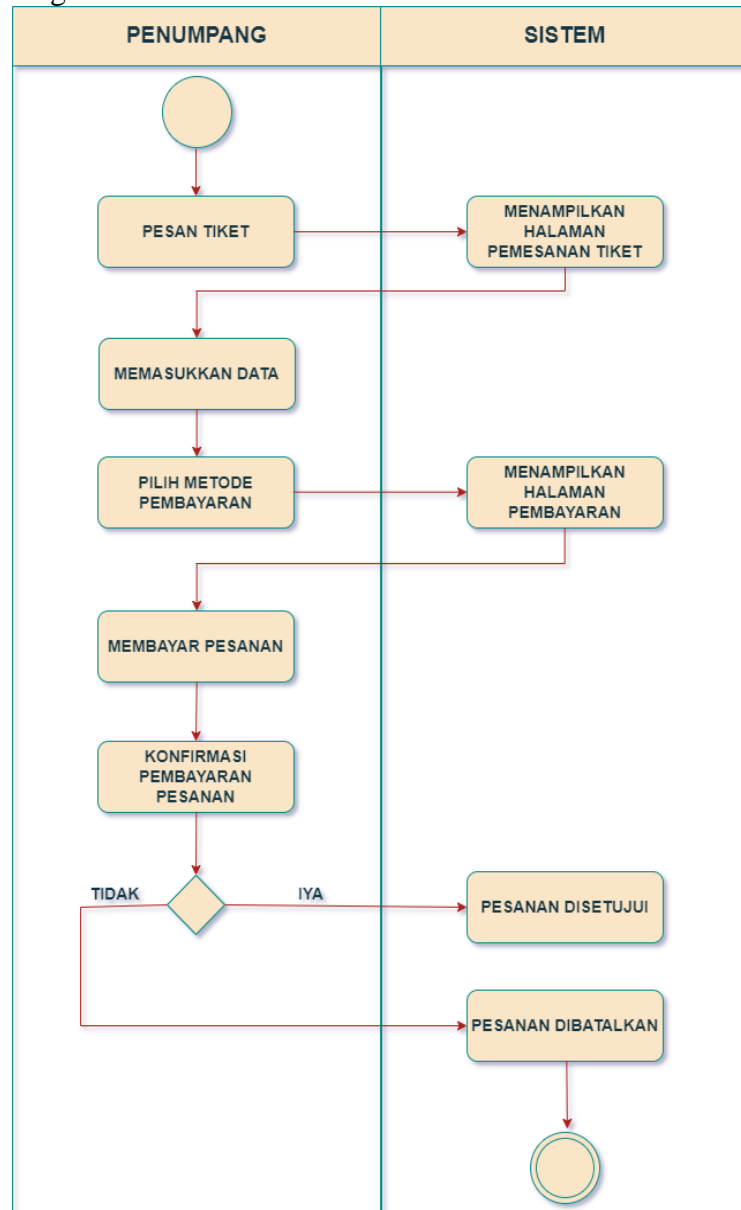 PENUMPANG
SISTEM
PESAN TIKET
MENAMPILKAN
HALAMAN
PEMESANAN TIKET
MEMASUKKAN DATA
PILIH METODE
PEMBAYARAN
MENAMPILKAN
HALAMAN
PEMBAYARAN
MEMBAYAR PESANAN
KONFIRMASI
PEMBAYARAN
PESANAN
TIDAK
IYA
PESANAN DISETUJUI
PESANAN DIBATALKAN